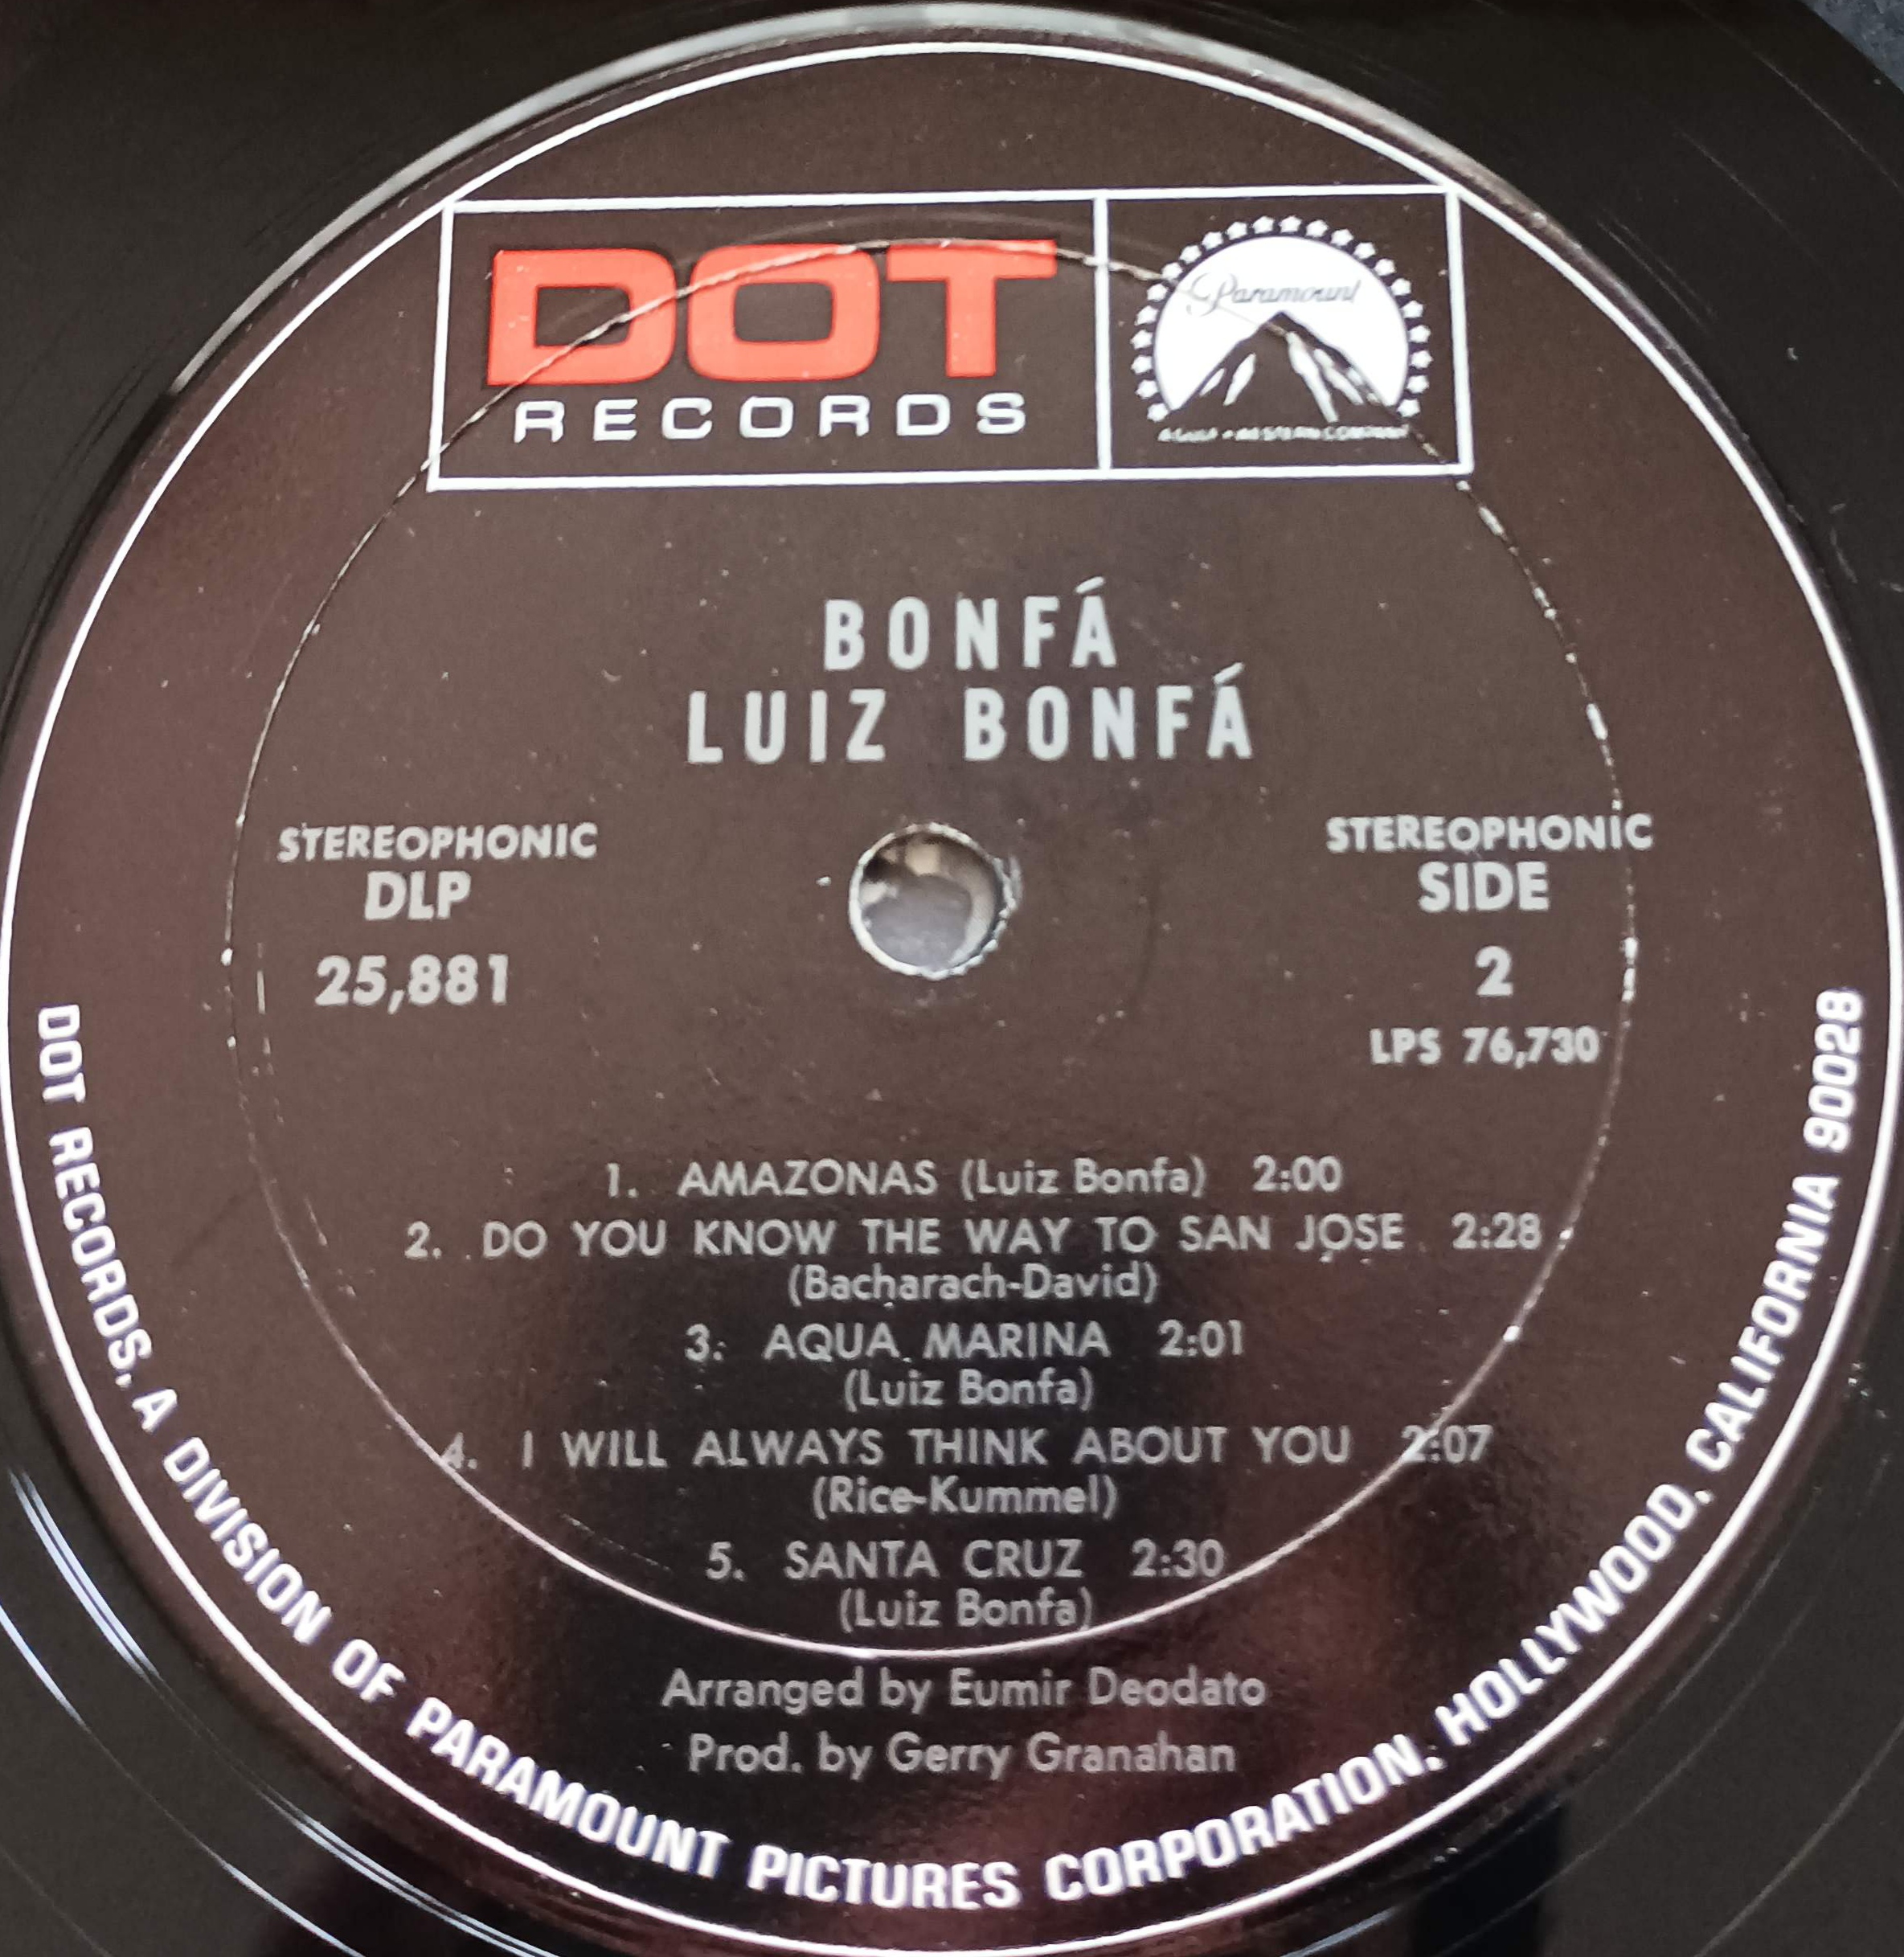 DOT
RECORDS
Paramount
A GULF + WESTERN COMPANY
BONFÁ
LUIZ BONFÁ
STEREOPHONIC
DLP
25,881
STEREOPHONIC
SIDE
2
LPS 76,730
1. AMAZONAS (Luiz Bonfa) 2:00
2. DO YOU KNOW THE WAY TO SAN JOSE 2:28
(Bacharach-David)
3. AQUA MARINA 2:01
(Luiz Bonfa)
4. I WILL ALWAYS THINK ABOUT YOU 2:07
(Rice-Kummel)
5. SANTA CRUZ 2:30
(Luiz Bonfa)
Arranged by Eumir Deodato
Prod. by Gerry Granahan
DOT RECORDS, A DIVISION OF PARAMOUNT PICTURES CORPORATION, HOLLYWOOD, CALIFORNIA 90028